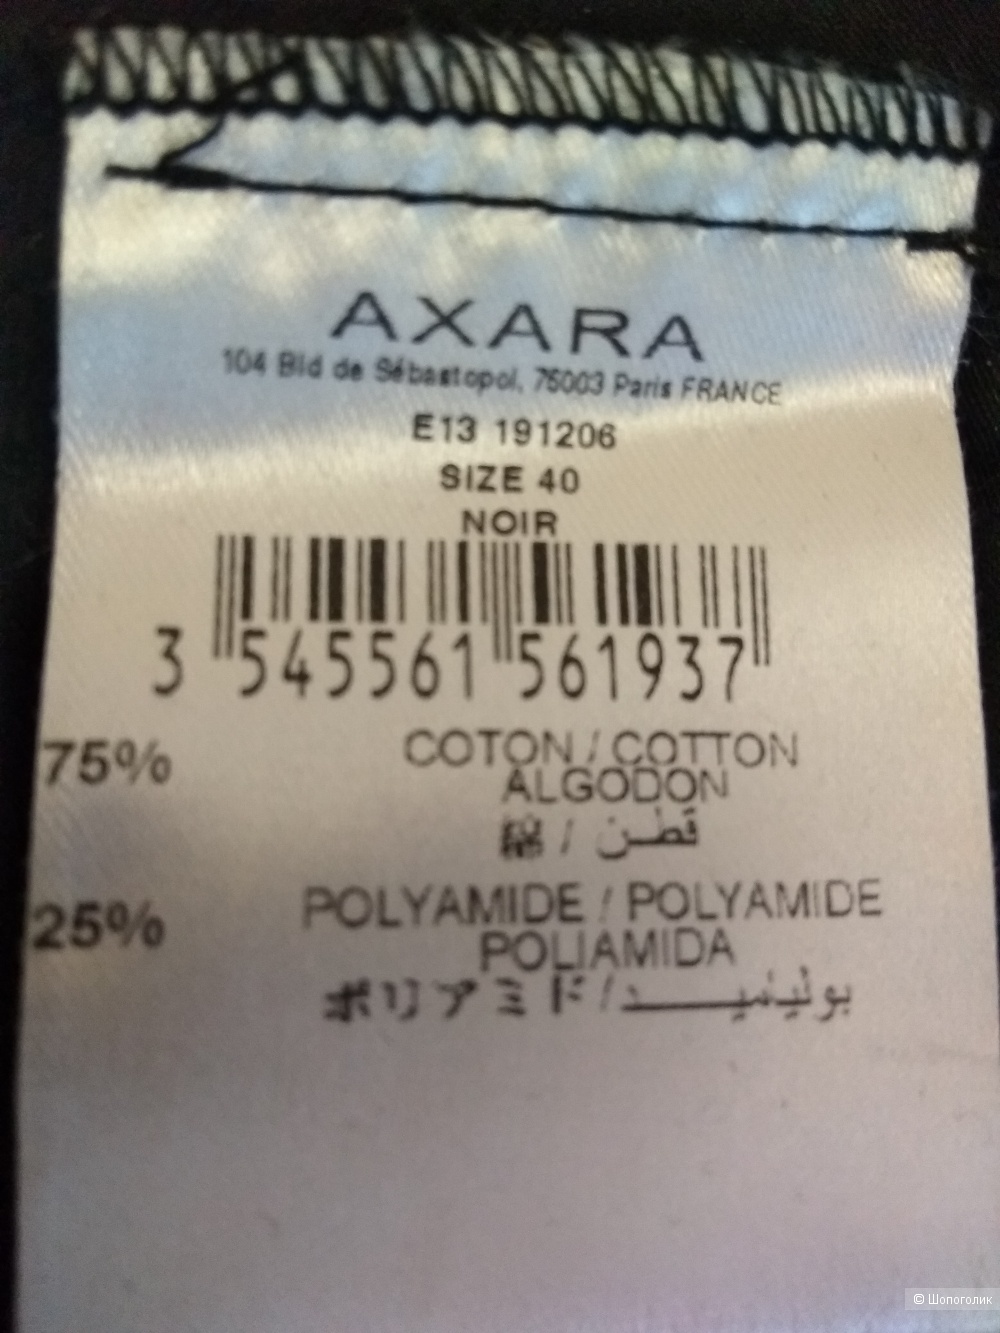 AXARA
104 Bld de Sébastopol, 75003 Paris FRANCE
E13 191206
SIZE 40
NOIR
3 545561 561937
75% COTON / COTTON
ALGODON
綿 / قطن
25% POLYAMIDE / POLYAMIDE
POLIAMIDA
ポリアミド /
© Шопоголик